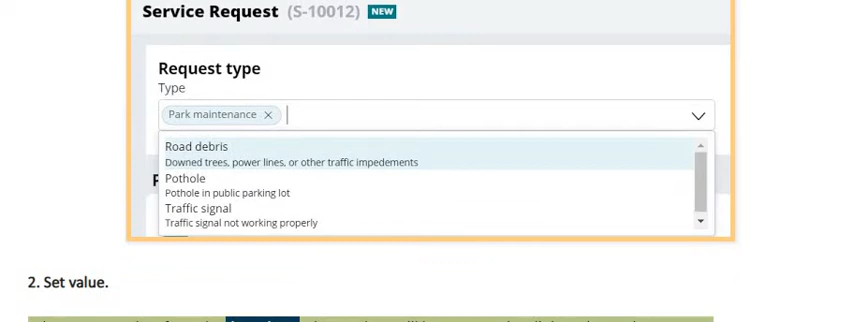 Service Request (S-10012) NEW
Request type
Type
Park maintenance ×
Road debris
Downed trees, power lines, or other traffic impedements
Pothole
Pothole in public parking lot
Traffic signal
Traffic signal not working properly
2. Set value.